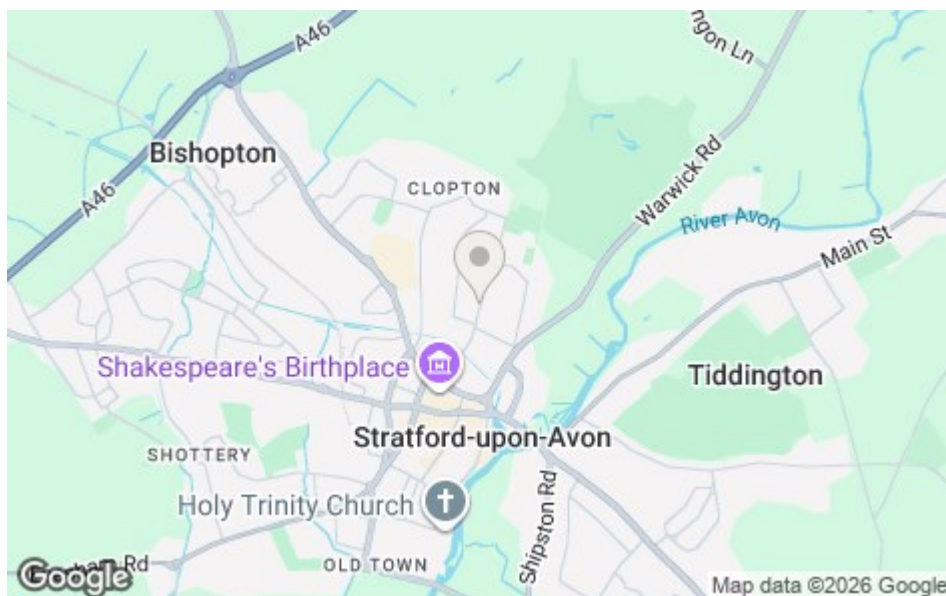 A46
ngon Ln
Bishopton
CLOPTON
Warwick Rd
A46
River Avon
Main St
Shakespeare's Birthplace
Tiddington
Stratford-upon-Avon
SHOTTERY
Holy Trinity Church
Shipston Rd
OLD TOWN
Rd
Google
Map data ©2026 Google